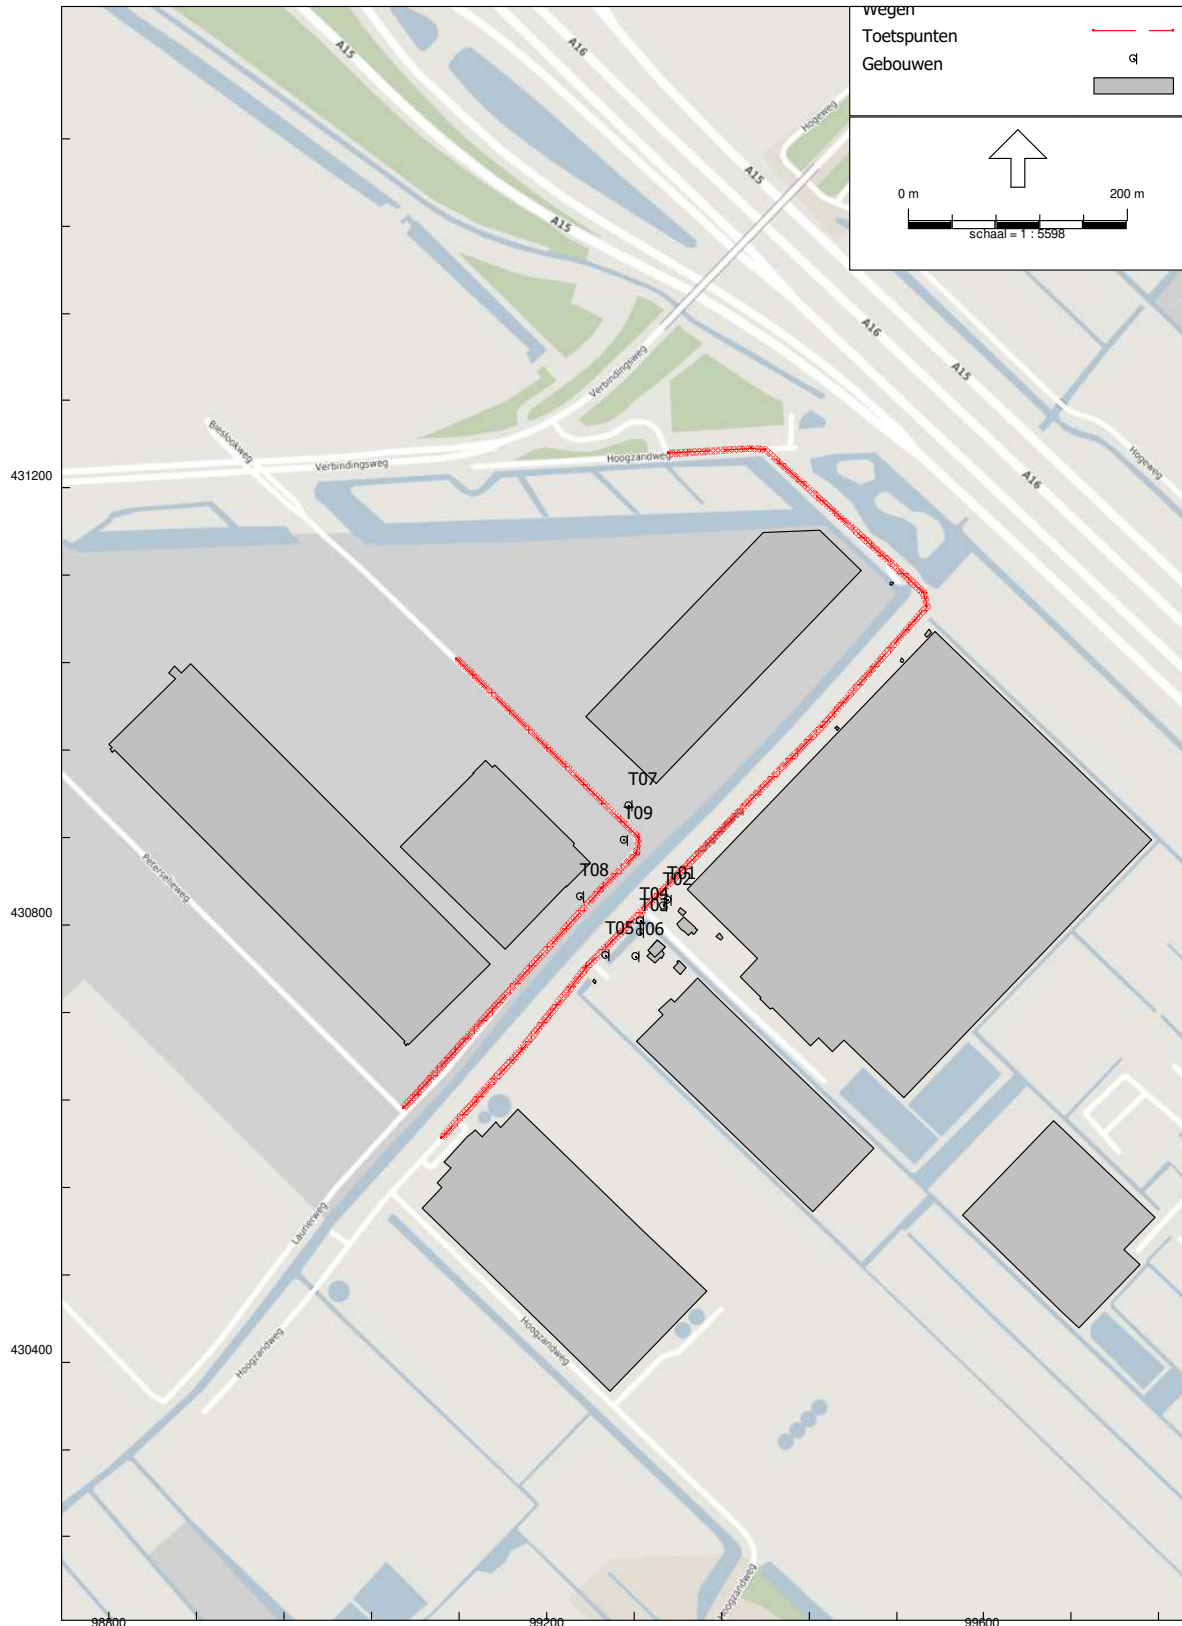 Wegen
Toetspunten
Gebouwen
0 m
200 m
schaal = 1 : 5598
A15
A16
Hogeweg
A15
A15
A16
A15
Verbindingsweg
Bieslookweg
Verbindingsweg
Hoogzandweg
Hogeweg
A16
431200
T07
T09
T08
T01
T02
T04
T03
T05
T06
Peterselieweg
430800
Laurierweg
Hoogzandweg
Hoogzandweg
430400
Hoogzandweg
98800
99200
99600